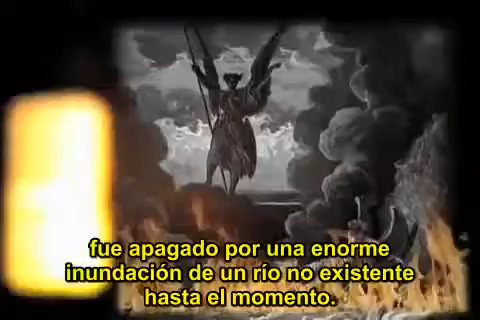 fue apagado por una enorme
inundación de un río no existente
hasta el momento.